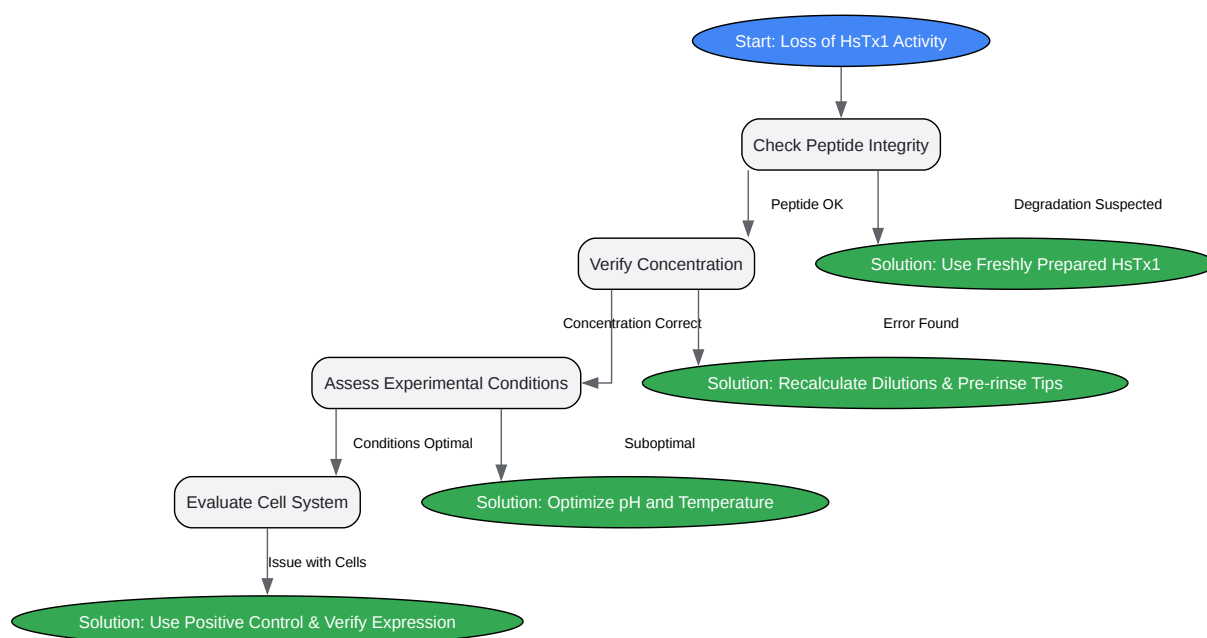 Start: Loss of HsTx1 Activity
Check Peptide Integrity
Peptide OK
Degradation Suspected
Verify Concentration
Solution: Use Freshly Prepared HsTx1
Concentration Correct
Error Found
Assess Experimental Conditions
Solution: Recalculate Dilutions & Pre-rinse Tips
Conditions Optimal
Suboptimal
Evaluate Cell System
Solution: Optimize pH and Temperature
Issue with Cells
Solution: Use Positive Control & Verify Expression